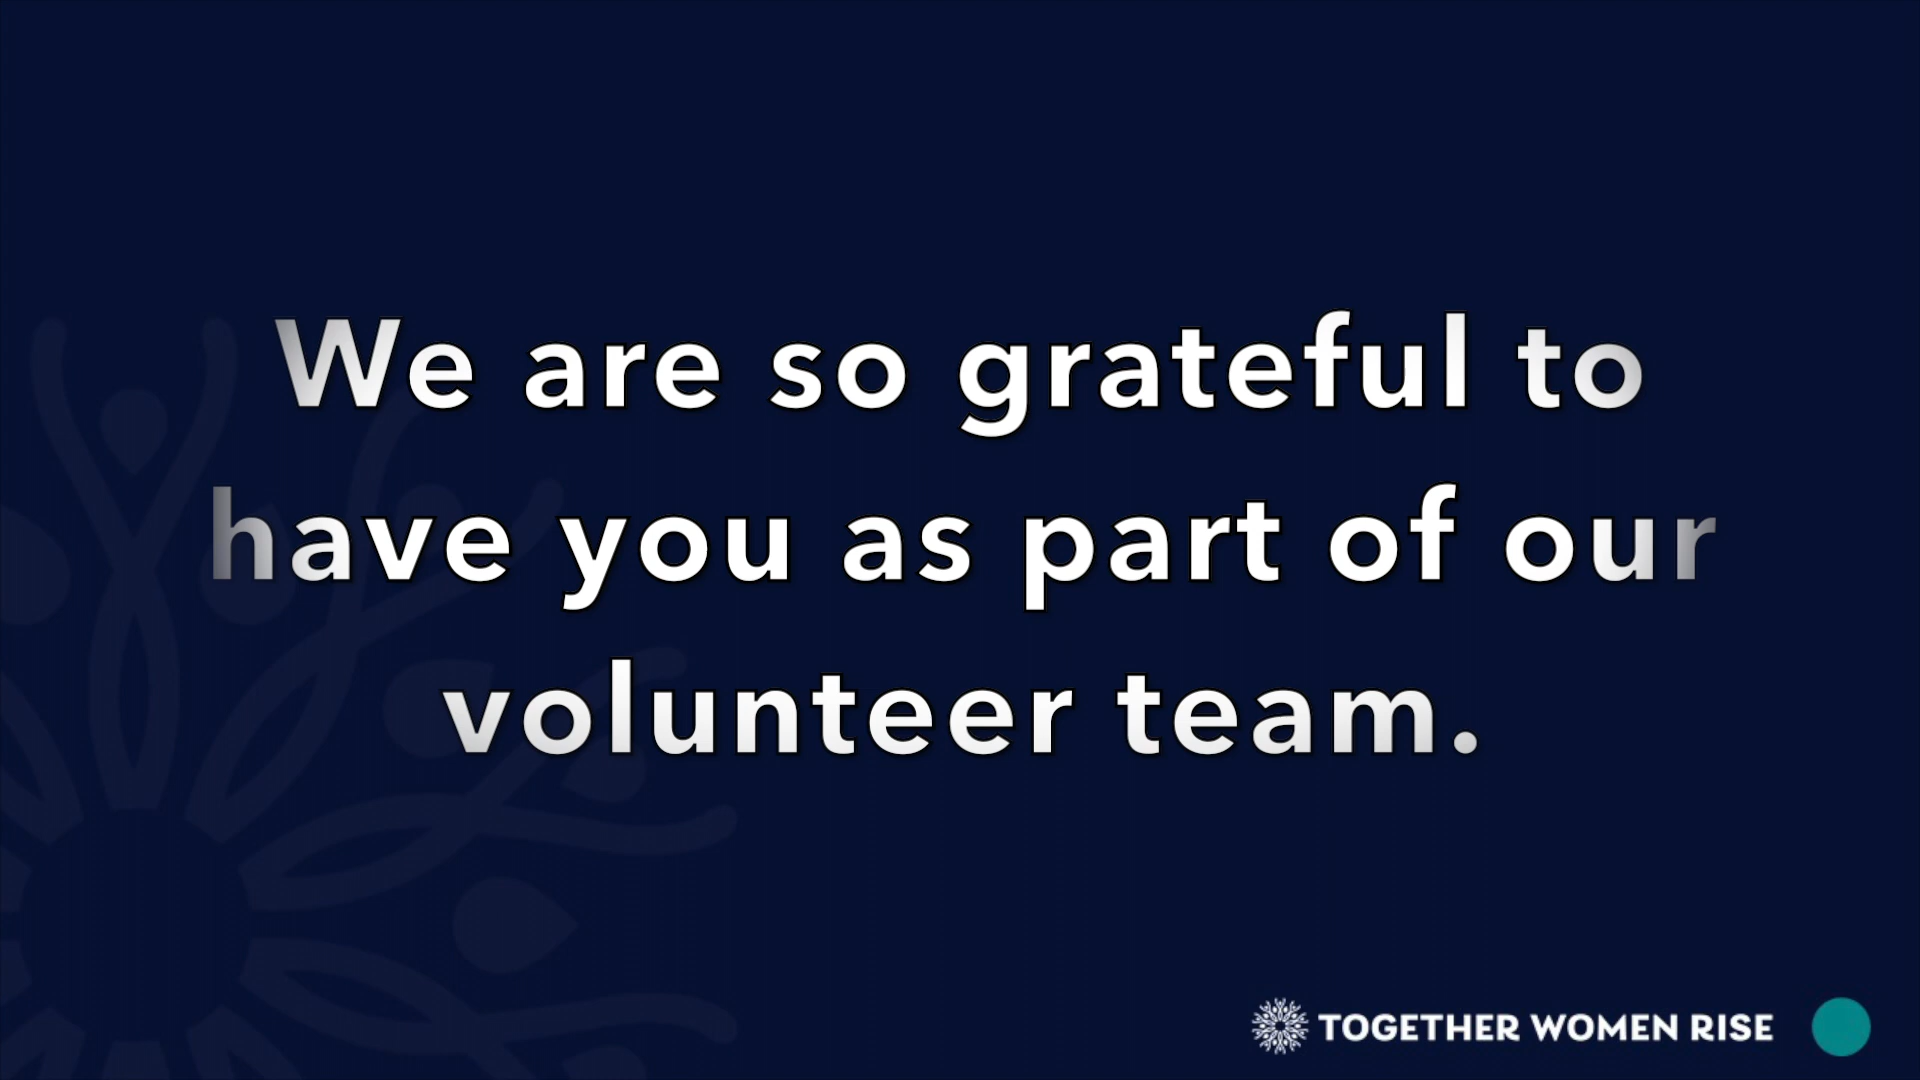 We are so grateful to
have you as part of our
volunteer team.
TOGETHER WOMEN RISE